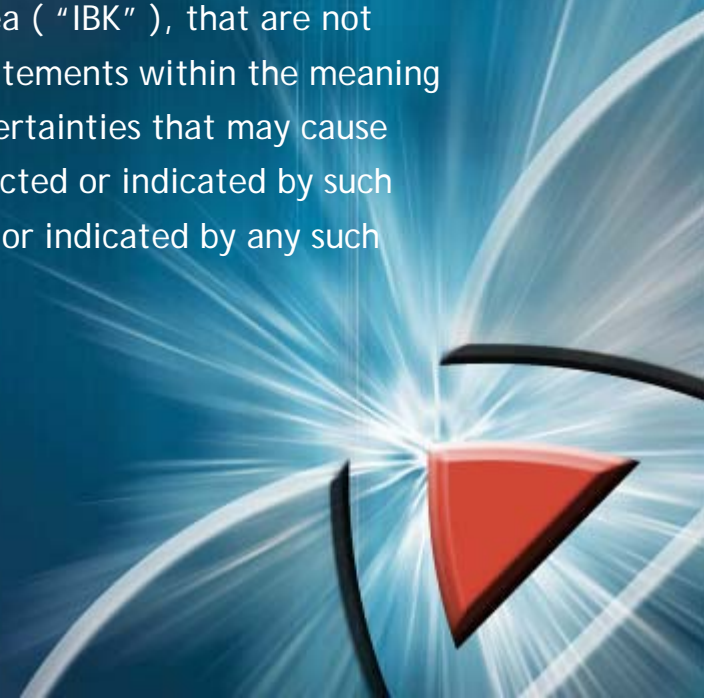 ea ( “IBK” ), that are not
tements within the meaning
ertainties that may cause
cted or indicated by such
or indicated by any such